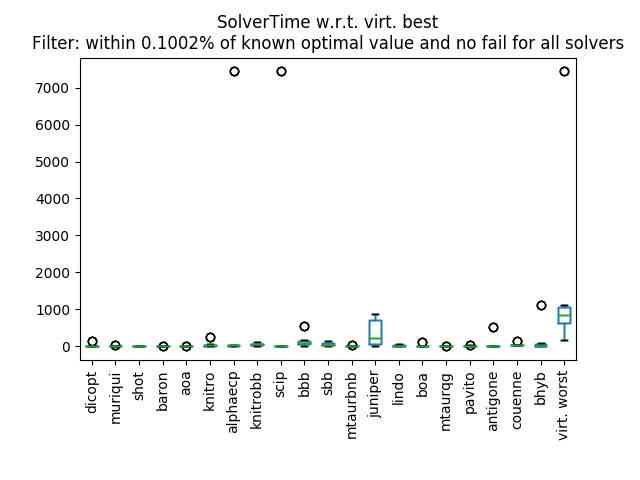 SolverTime w.r.t. virt. best
Filter: within 0.1002% of known optimal value and no fail for all solvers
7000
6000
5000
4000
3000
2000
1000
0
dicopt
muriqui
shot
baron
aoa
knitro
alphaecp
knitrobb
scip
bbb
sbb
mtaurbnb
juniper
lindo
boa
mtaurqg
pavito
antigone
couenne
bhyb
virt. worst